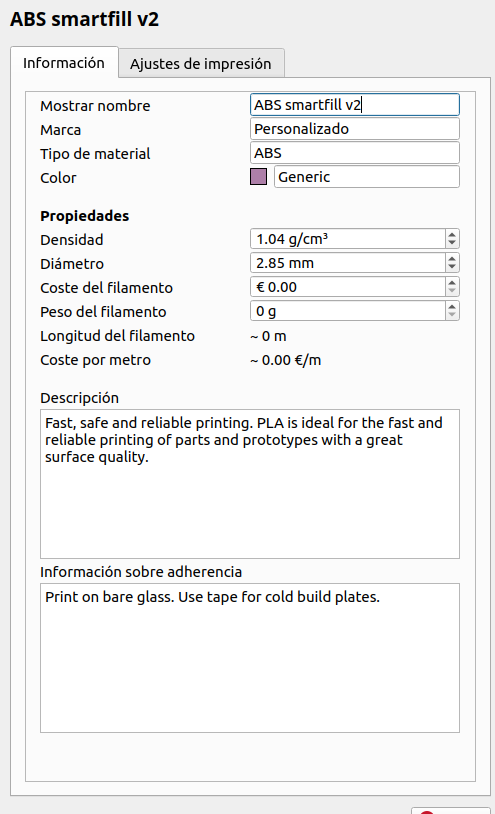 ABS smartfill v2
Información
Ajustes de impresión
Mostrar nombre ABS smartfill v2
Marca Personalizado
Tipo de material ABS
Color Generic
Propiedades
Densidad 1.04 g/cm³
Diámetro 2.85 mm
Coste del filamento € 0.00
Peso del filamento 0 g
Longitud del filamento ~ 0 m
Coste por metro ~ 0.00 €/m
Descripción
Fast, safe and reliable printing. PLA is ideal for the fast and
reliable printing of parts and prototypes with a great
surface quality.
Información sobre adherencia
Print on bare glass. Use tape for cold build plates.